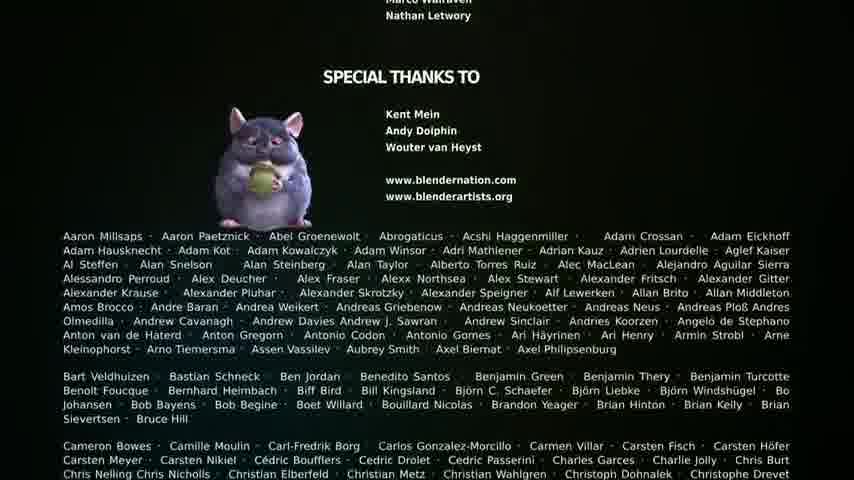 Nathan Letwory
SPECIAL THANKS TO
Kent Mein
Andy Dolphin
Wouter van Heyst
www.blendernation.com
www.blenderartists.org
Aaron Millsaps · Aaron Paetznick · Abel Groenewolt · Abrogaticus · Acshi Haggenmiller · Adam Crossan · Adam Eickhoff
Adam Hausknecht · Adam Kot · Adam Kowalczyk · Adam Winsor · Adri Mathlener · Adrian Kauz · Adrien Lourdelle · Aglef Kaiser
Al Steffen · Alan Snelson · Alan Steinberg · Alan Taylor · Alberto Torres Ruiz · Alec MacLean · Alejandro Aguilar Sierra
Alessandro Perroud · Alex Deucher · Alex Fraser · Alexx Northsea · Alex Stewart · Alexander Fritsch · Alexander Gitter
Alexander Krause · Alexander Pluhar · Alexander Skrotzky · Alexander Speigner · Alf Lewerken · Allan Brito · Allan Middleton
Amos Brocco · Andre Baran · Andrea Weikert · Andreas Griebenow · Andreas Neukoetter · Andreas Neus · Andreas Ploß Andres
Olmedilla · Andrew Cavanagh · Andrew Davies Andrew J. Sawran · Andrew Sinclair · Andries Koorzen · Angelo de Stephano
Anton van de Haterd · Anton Gregorn · Antonio Codon · Antonio Gomes · Ari Häyrinen · Ari Henry · Armin Strobl · Arne
Kleinophorst · Arno Tiemersma · Assen Vassilev · Aubrey Smith · Axel Biernat · Axel Philipsenburg
Bart Veldhuizen · Bastian Schneck · Ben Jordan · Benedito Santos · Benjamin Green · Benjamin Thery · Benjamin Turcotte
Benoit Foucque · Bernhard Heimbach · Biff Bird · Bill Kingsland · Björn C. Schaefer · Björn Liebke · Björn Windshügel · Bo
Johansen · Bob Bayens · Bob Begine · Boet Willard · Bouillard Nicolas · Brandon Yeager · Brian Hinton · Brian Kelly · Brian
Sievertsen · Bruce Hill
Cameron Bowes · Camille Moulin · Carl-Fredrik Borg · Carlos Gonzalez-Morcillo · Carmen Villar · Carsten Fisch · Carsten Höfer
Carsten Meyer · Carsten Nikiel · Cédric Boufflers · Cedric Drolet · Cedric Passerini · Charles Garces · Charlie Jolly · Chris Burt
Chris Nelling Chris Nicholls · Christian Elberfeld · Christian Metz · Christian Wahlgren · Christoph Dohnalek · Christophe Drevet